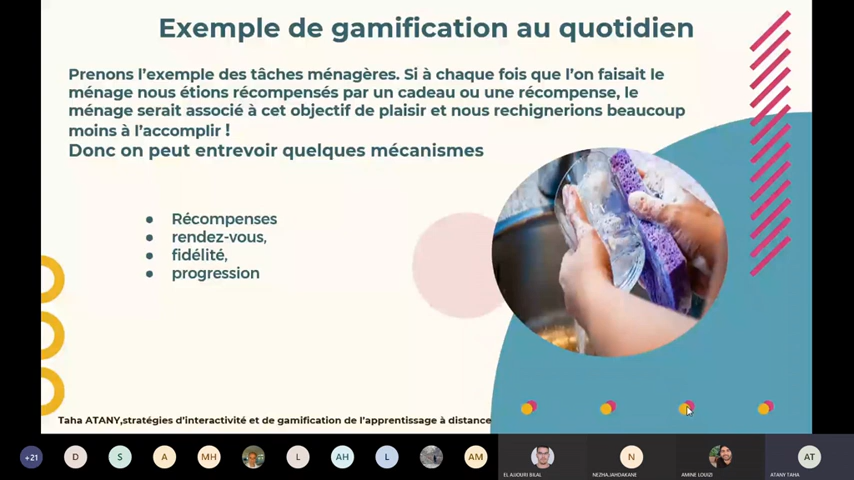 Exemple de gamification au quotidien
Prenons l'exemple des tâches ménagères. Si à chaque fois que l'on faisait le
ménage nous étions récompensés par un cadeau ou une récompense, le
ménage serait associé à cet objectif de plaisir et nous rechignerions beaucoup
moins à l'accomplir !
Donc on peut entrevoir quelques mécanismes
● Récompenses
● rendez-vous,
● fidélité,
● progression
Taha ATANY,stratégies d'interactivité et de gamification de l'apprentissage à distance
+21 D S A MH L AH L AM N AT
EL AJOURI BILAL NEZHA JAHDAKANE AMINE LOUIZI ATANY TAHA